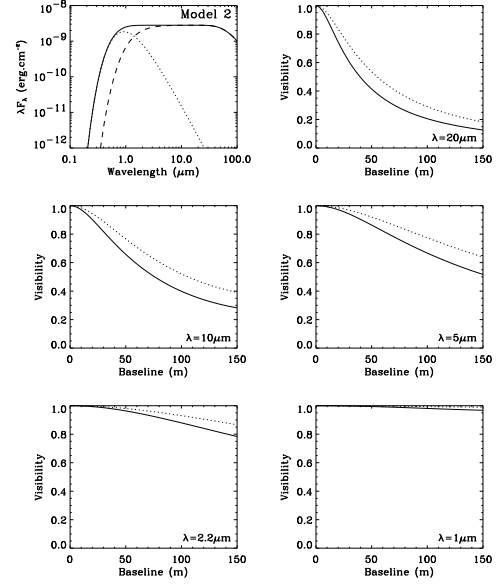 10⁻⁸
10⁻⁹
10⁻¹⁰
10⁻¹¹
10⁻¹²
λF_λ (erg.cm⁻²)
Model 2
0.1 1.0 10.0 100.0
Wavelength (μm)
1.0
0.8
0.6
0.4
0.2
0.0
Visibility
λ=20μm
0 50 100 150
Baseline (m)
1.0
0.8
0.6
0.4
0.2
0.0
Visibility
λ=10μm
0 50 100 150
Baseline (m)
1.0
0.8
0.6
0.4
0.2
0.0
Visibility
λ=5μm
0 50 100 150
Baseline (m)
1.0
0.8
0.6
0.4
0.2
0.0
Visibility
λ=2.2μm
0 50 100 150
Baseline (m)
1.0
0.8
0.6
0.4
0.2
0.0
Visibility
λ=1μm
0 50 100 150
Baseline (m)